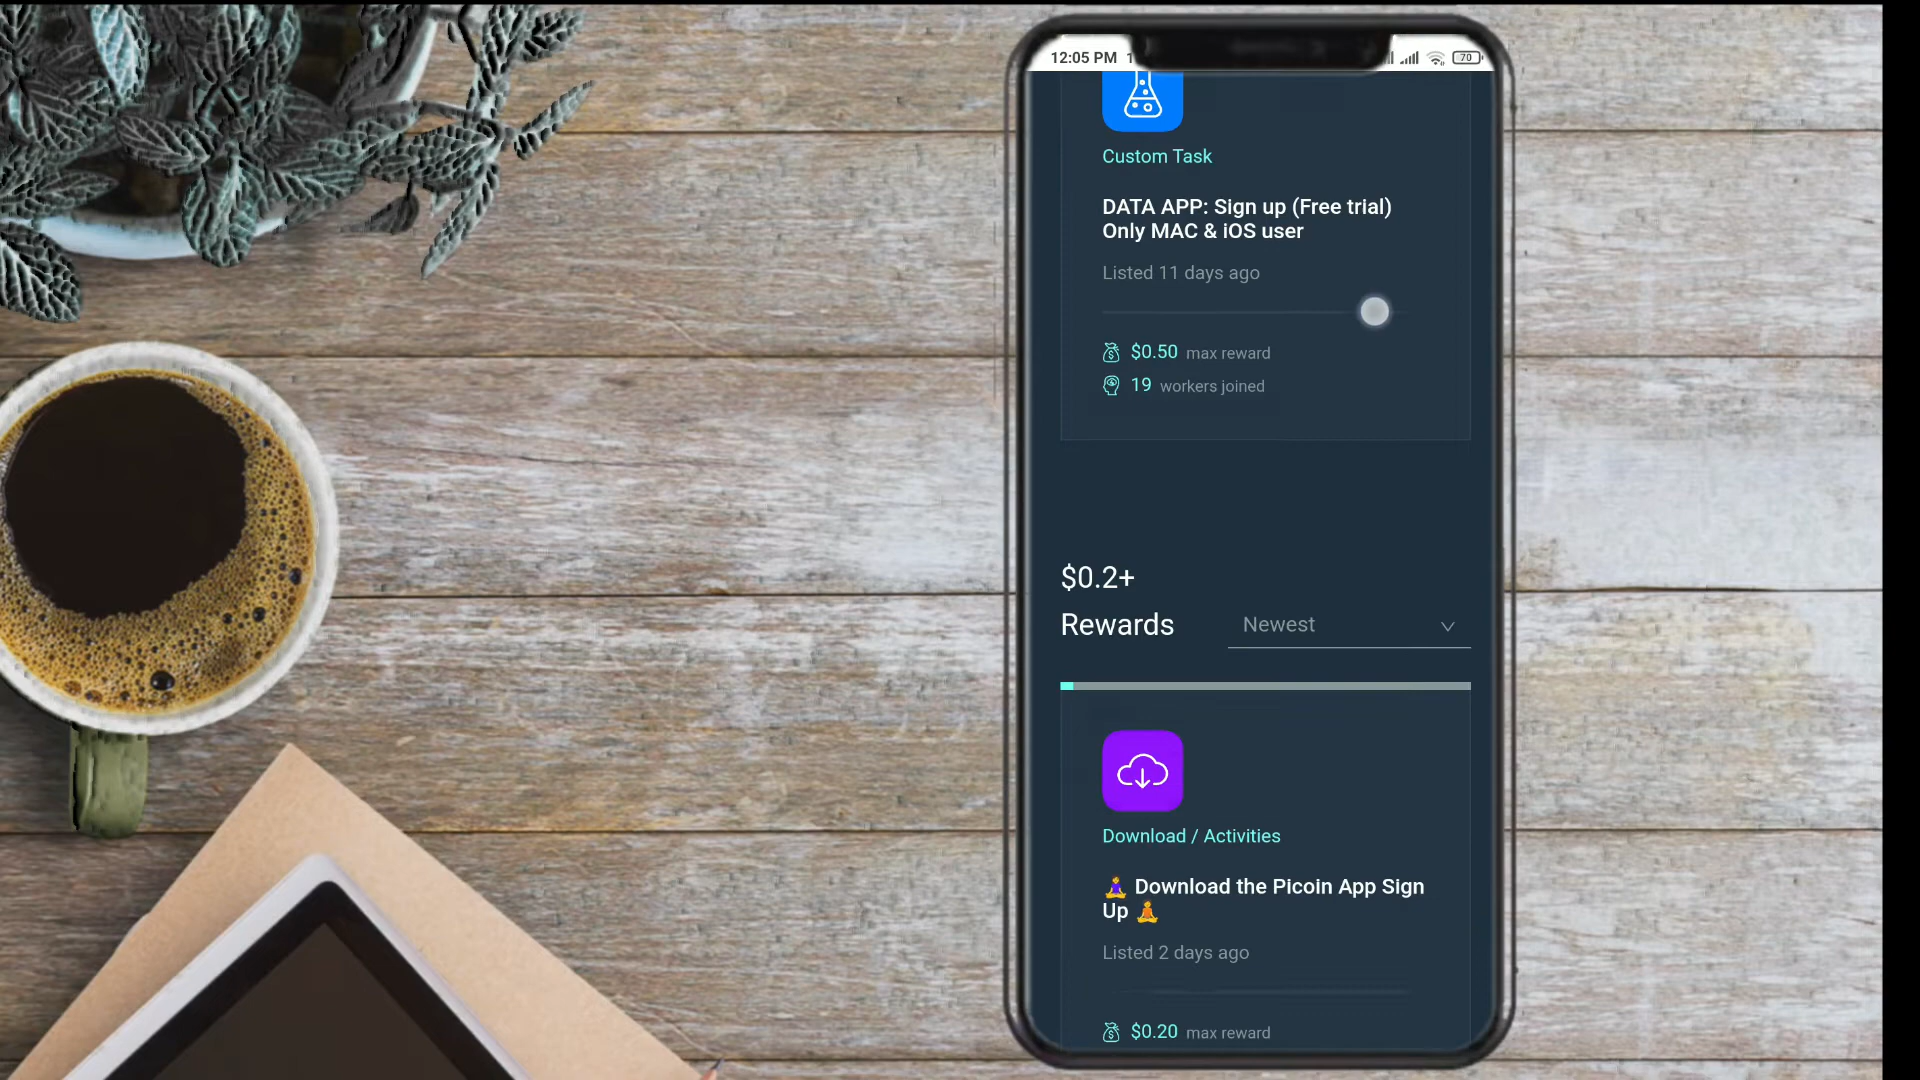 12:05 PM
70
Custom Task
DATA APP: Sign up (Free trial)
Only MAC & iOS user
Listed 11 days ago
$0.50 max reward
19 workers joined
$0.2+
Rewards
Newest
Download / Activities
🧘‍♀️ Download the Picoin App Sign
Up 🧘
Listed 2 days ago
$0.20 max reward